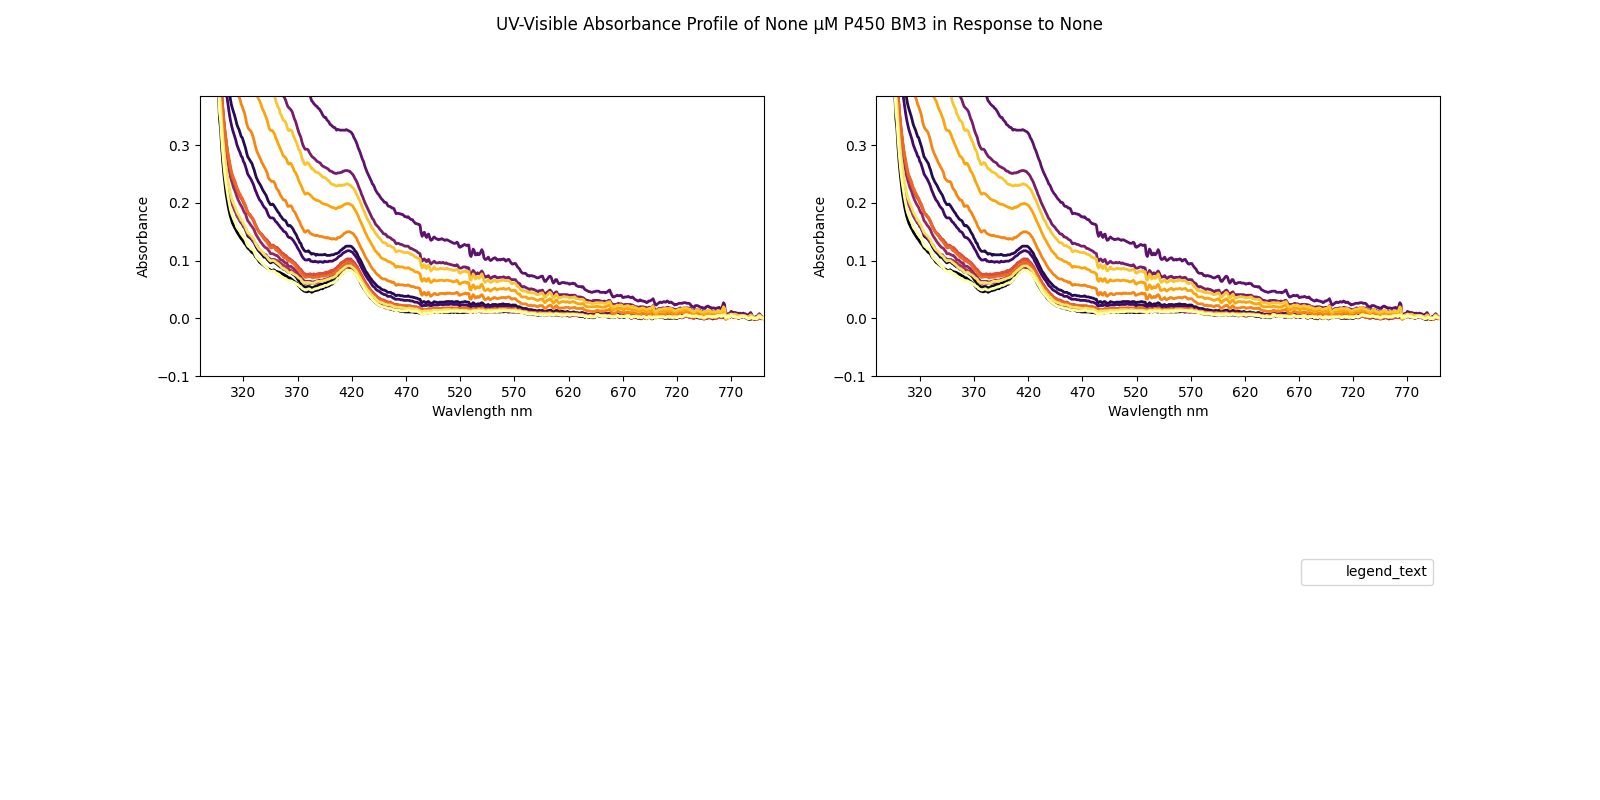 UV-Visible Absorbance Profile of None μM P450 BM3 in Response to None
Absorbance
0.3
0.2
0.1
0.0
−0.1
320 370 420 470 520 570 620 670 720 770
Wavlength nm
Absorbance
0.3
0.2
0.1
0.0
−0.1
320 370 420 470 520 570 620 670 720 770
Wavlength nm
legend_text